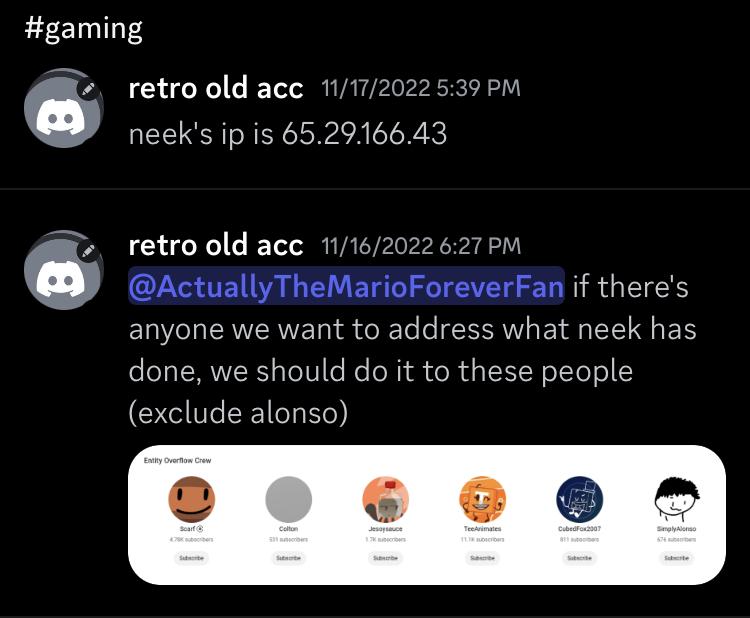 #gaming
retro old acc 11/17/2022 5:39 PM
neek's ip is 65.29.166.43
retro old acc 11/16/2022 6:27 PM
@ActuallyTheMarioForeverFan if there's
anyone we want to address what neek has
done, we should do it to these people
(exclude alonso)
Entity Overflow Crew
Scarf Colton Jesoysauce TeeAnimates CubedFox2007 SimplyAlonso
4.78K subscribers 531 subscribers 1.7K subscribers 11.1K subscribers 811 subscribers 676 subscribers
Subscribe Subscribe Subscribe Subscribe Subscribe Subscribe